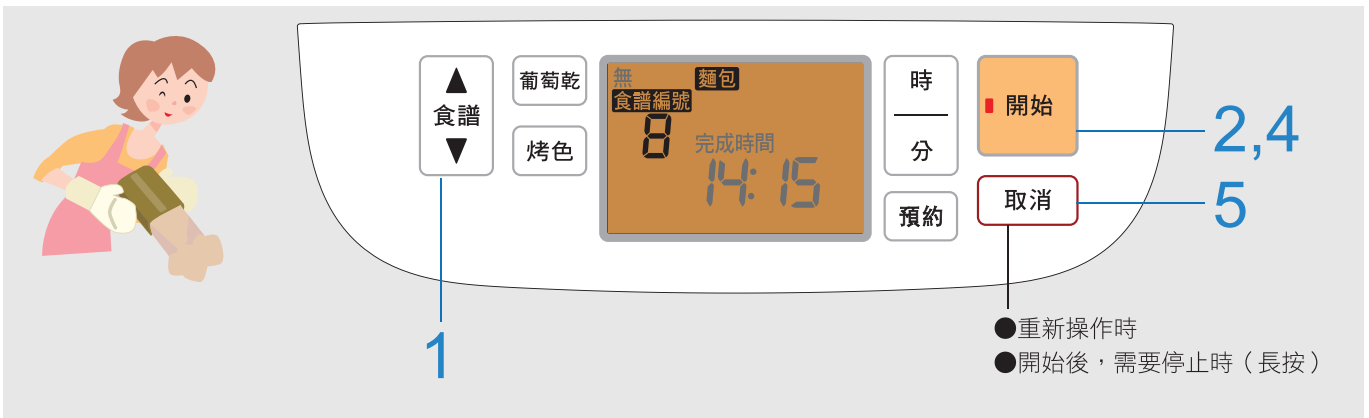 ▲
食譜
▼
葡萄乾
烤色
無
麵包
食譜編號
8
完成時間
14:15
時
分
預約
開始
取消
2,4
5
1
●重新操作時
●開始後，需要停止時（長按）